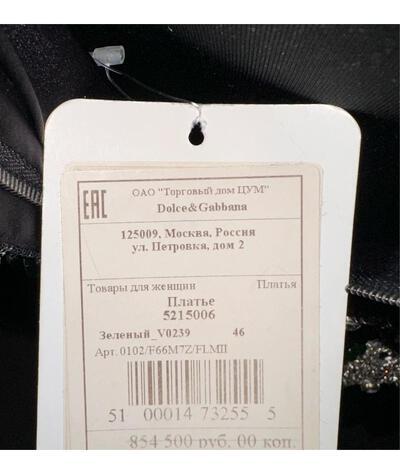 ЕАС
ОАО "Торговый дом ЦУМ"
Dolce&Gabbana
125009, Москва, Россия
ул. Петровка, дом 2
Товары для женщин Платья
Платье
5215006
Зеленый_V0239 46
Арт. 0102/F66M7Z/FLMII
51 00014 73255 5
854 500 руб. 00 коп.